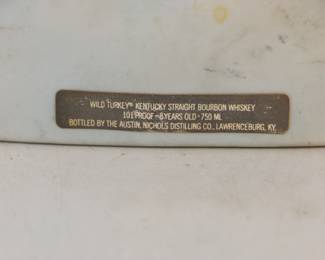 WILD TURKEY® KENTUCKY STRAIGHT BOURBON WHISKEY
101 PROOF • 8 YEARS OLD • 750 ML
BOTTLED BY THE AUSTIN, NICHOLS DISTILLING CO., LAWRENCEBURG, KY.